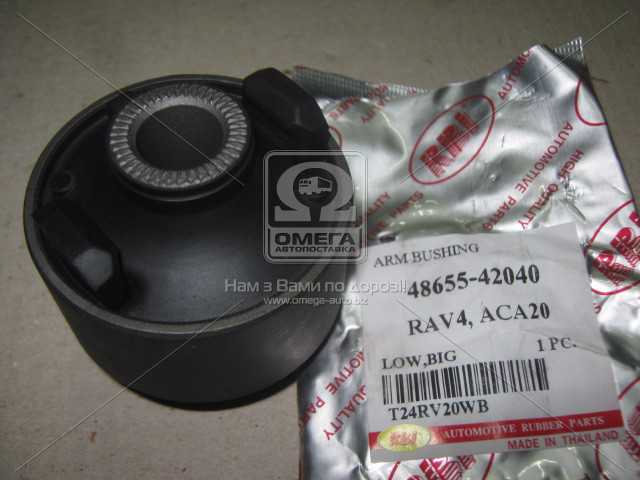 RBI
AUTOMOTIVE PARTS
HIGH QUALITY
ОМЕГА
АВТОПОСТАВКА
Нам з Вами по дорозі!
www.omega-auto.biz
ARM BUSHING
48655-42040
RAV4, ACA20
LOW,BIG 1 PC.
T24RV20WB
RBI AUTOMOTIVE RUBBER PARTS
MADE IN THAILAND